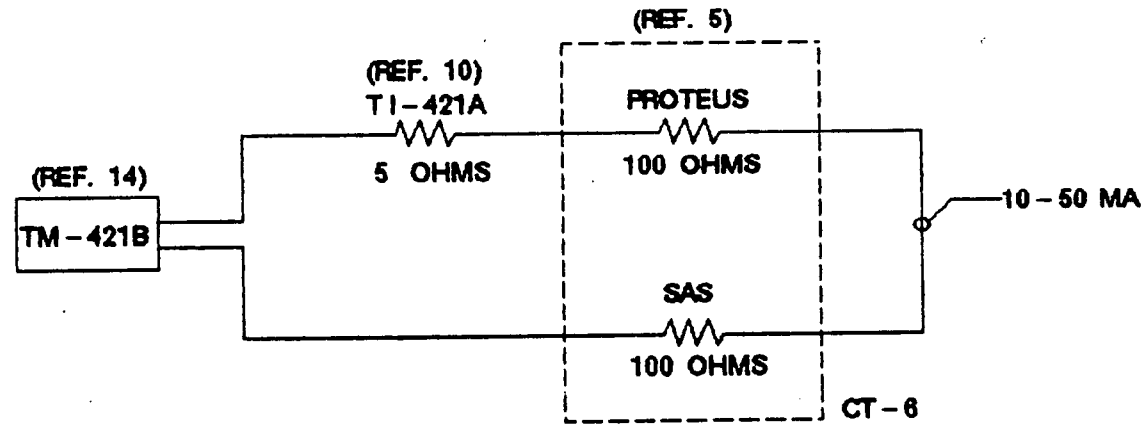 (REF. 5)
(REF. 10)
TI-421A
PROTEUS
5 OHMS
100 OHMS
(REF. 14)
TM-421B
10-50 MA
SAS
100 OHMS
CT-6